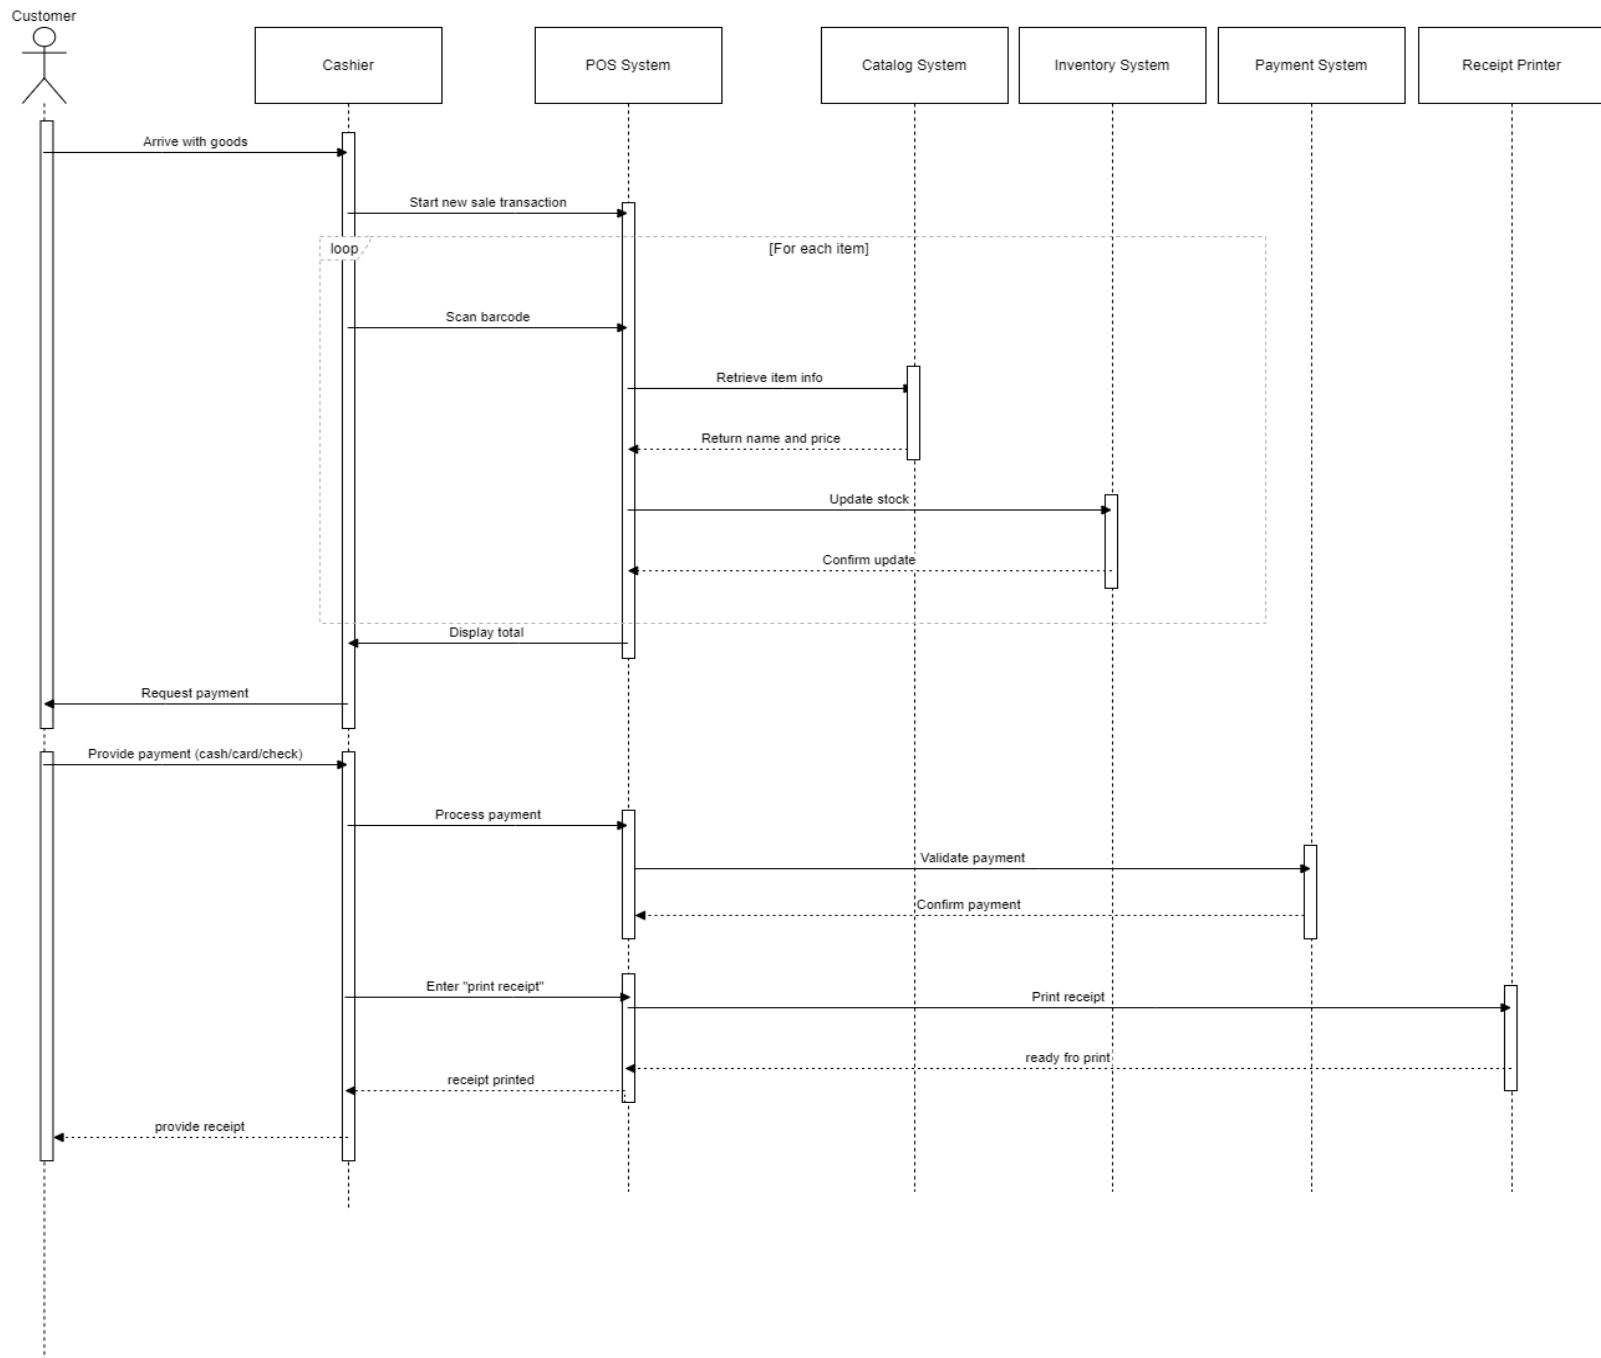 Customer
Cashier
POS System
Catalog System
Inventory System
Payment System
Receipt Printer
Arrive with goods
Start new sale transaction
loop
[For each item]
Scan barcode
Retrieve item info
Return name and price
Update stock
Confirm update
Display total
Request payment
Provide payment (cash/card/check)
Process payment
Validate payment
Confirm payment
Enter "print receipt"
Print receipt
ready fro print
receipt printed
provide receipt